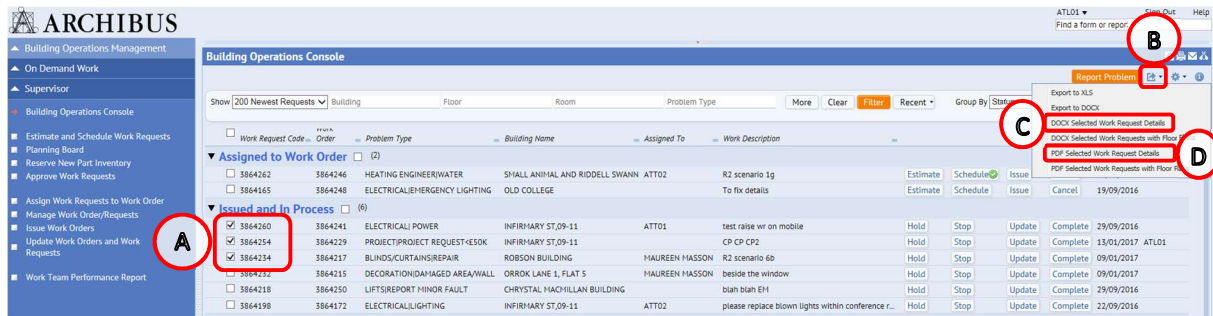 ARCHIBUS
ATL01 Sign Out Help
Find a form or repor
B
Building Operations Management
On Demand Work
Supervisor
Building Operations Console
Estimate and Schedule Work Requests
Planning Board
Reserve New Part Inventory
Approve Work Requests
Assign Work Requests to Work Order
Manage Work Order/Requests
Issue Work Orders
Update Work Orders and Work
Requests
Work Team Performance Report
Building Operations Console
Report Problem
Show 200 Newest Requests Building Floor Room Problem Type More Clear Filter Recent Group By
Export to XLS
Export to DOCX
DOCX Selected Work Request Details
DOCX Selected Work Requests with Floor
PDF Selected Work Request Details
PDF Selected Work Requests with Floor
C
D
Work Request Code Order Problem Type Building Name Assigned To Work Description
Assigned to Work Order (2)
3864262 3864246 HEATING ENGINEER|WATER SMALL ANIMAL AND RIDDELL SWANN ATT02 R2 scenario 1g Estimate Schedule Issue
3864165 3864248 ELECTRICAL|EMERGENCY LIGHTING OLD COLLEGE To fix details Estimate Schedule Issue Cancel 19/09/2016
Issued and In Process (6)
A
3864260 3864241 ELECTRICAL| POWER INFIRMARY ST,09-11 ATT01 test raise wr on mobile Hold Stop Update Complete 29/09/2016
3864254 3864229 PROJECT|PROJECT REQUEST<£50K INFIRMARY ST,09-11 CP CP CP2 Hold Stop Update Complete 13/01/2017 ATL01
3864234 3864217 BLINDS/CURTAINS|REPAIR ROBSON BUILDING MAUREEN MASSON R2 scenario 6b Hold Stop Update Complete 09/01/2017
3864232 3864215 DECORATION|DAMAGED AREA/WALL ORROK LANE 1, FLAT 5 MAUREEN MASSON beside the window Hold Stop Update Complete 09/01/2017
3864218 3864250 LIFTS|REPORT MINOR FAULT CHRYSTAL MACMILLAN BUILDING blah blah EM Hold Stop Update Complete 29/09/2016
3864198 3864172 ELECTRICAL|LIGHTING INFIRMARY ST,09-11 ATT02 please replace blown lights within conference r... Hold Stop Update Complete 22/09/2016